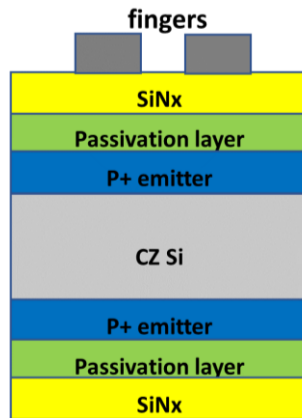 fingers
SiNx
Passivation layer
P+ emitter
CZ Si
P+ emitter
Passivation layer
SiNx